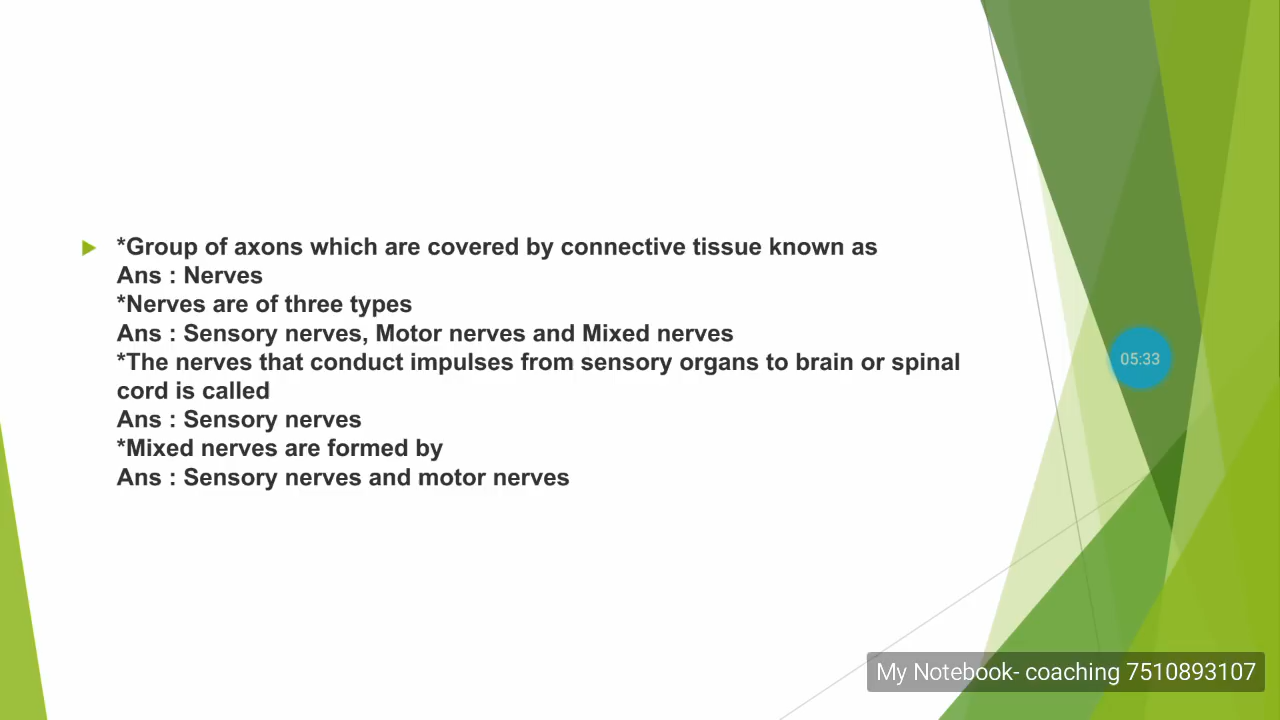 *Group of axons which are covered by connective tissue known as
Ans : Nerves
*Nerves are of three types
Ans : Sensory nerves, Motor nerves and Mixed nerves
*The nerves that conduct impulses from sensory organs to brain or spinal
cord is called
Ans : Sensory nerves
*Mixed nerves are formed by
Ans : Sensory nerves and motor nerves
05:33
My Notebook- coaching 7510893107